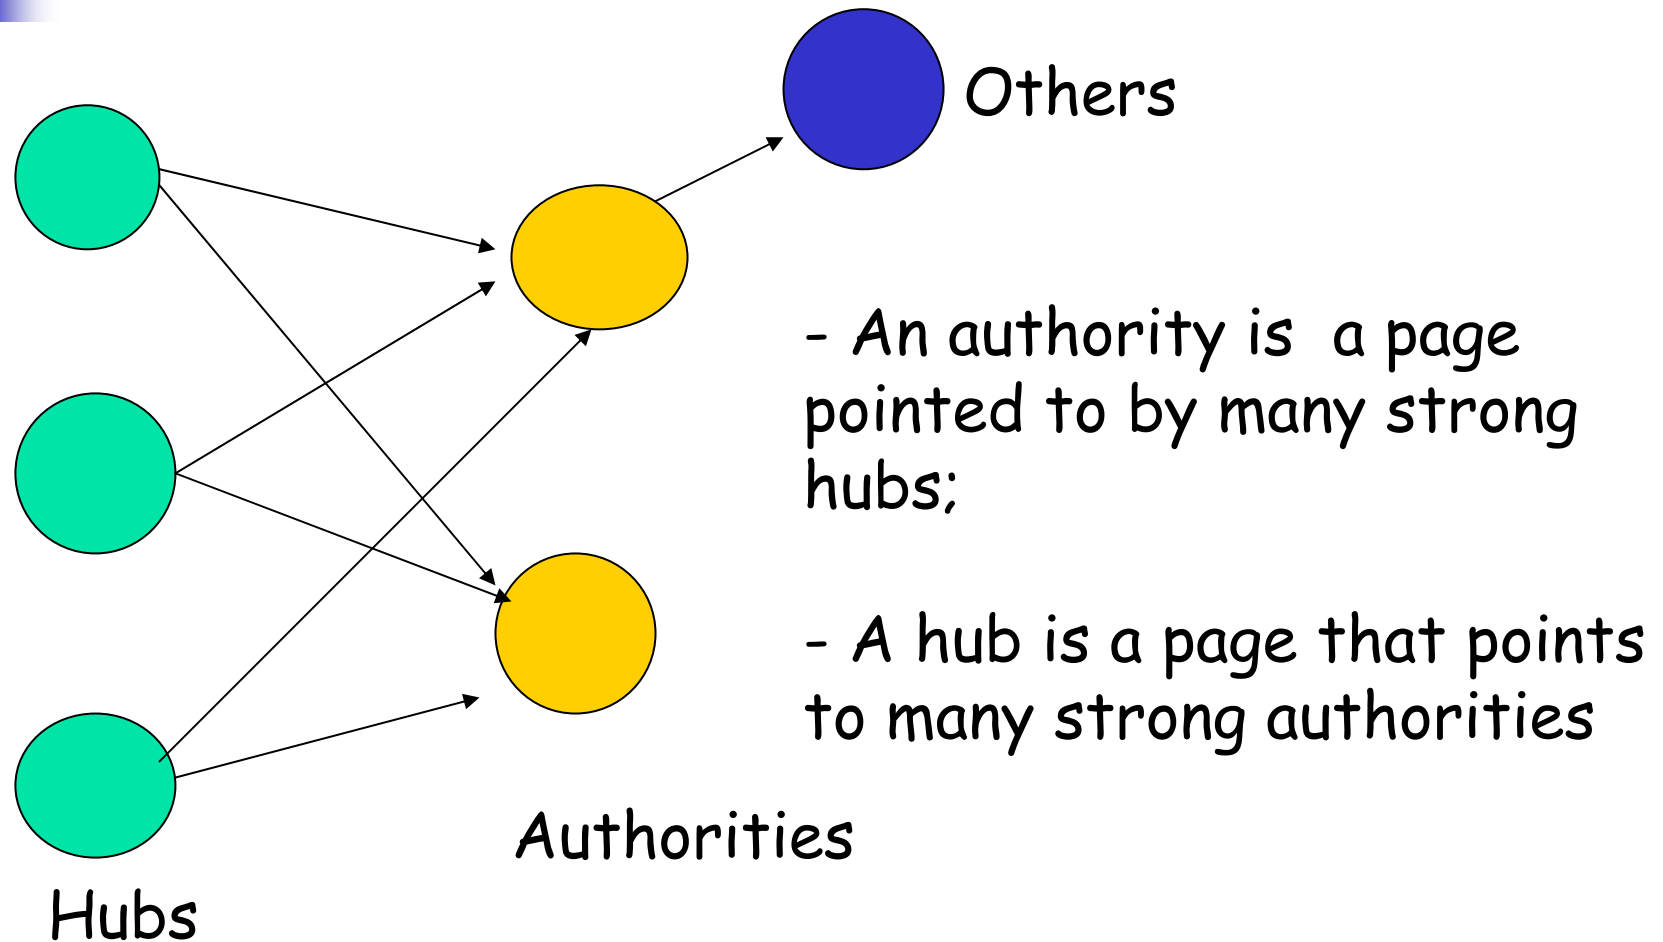 Others
- An authority is a page
pointed to by many strong
hubs;
- A hub is a page that points
to many strong authorities
Authorities
Hubs